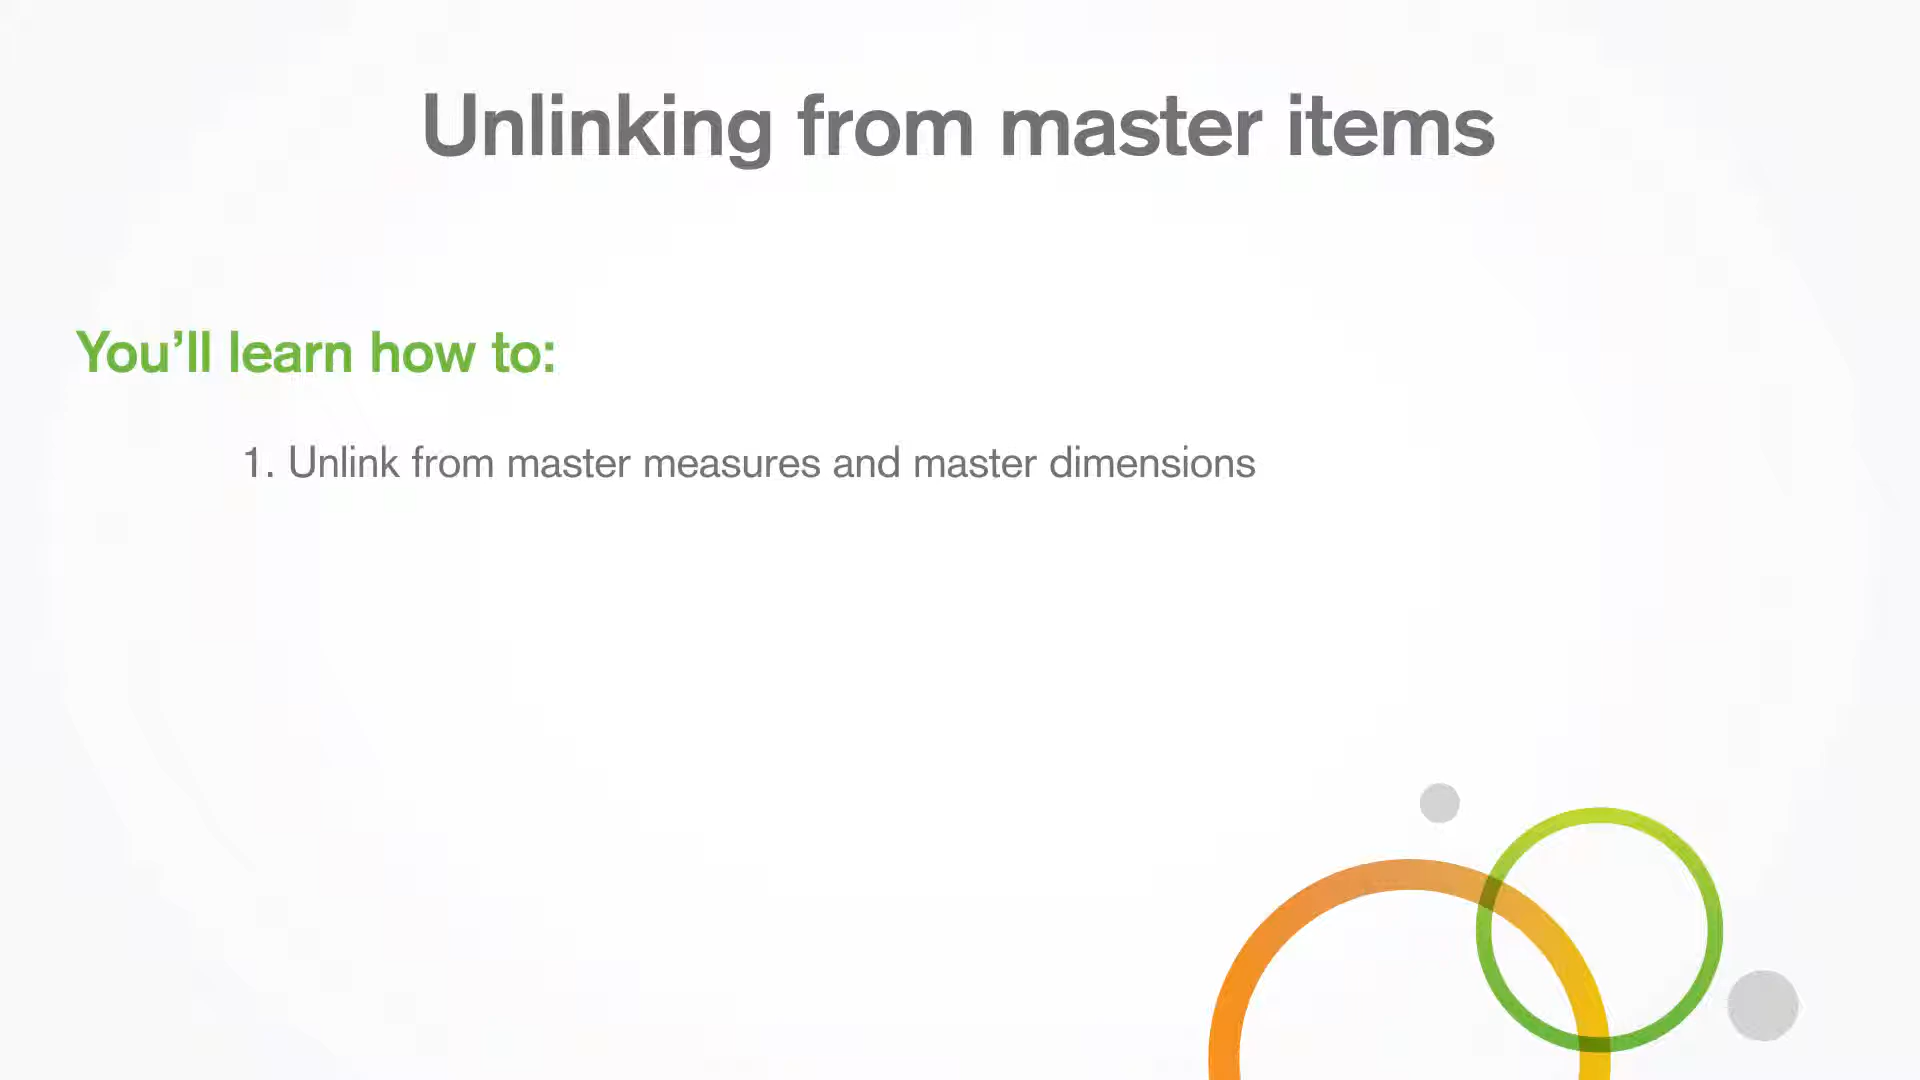 Unlinking from master items
You’ll learn how to:
1. Unlink from master measures and master dimensions